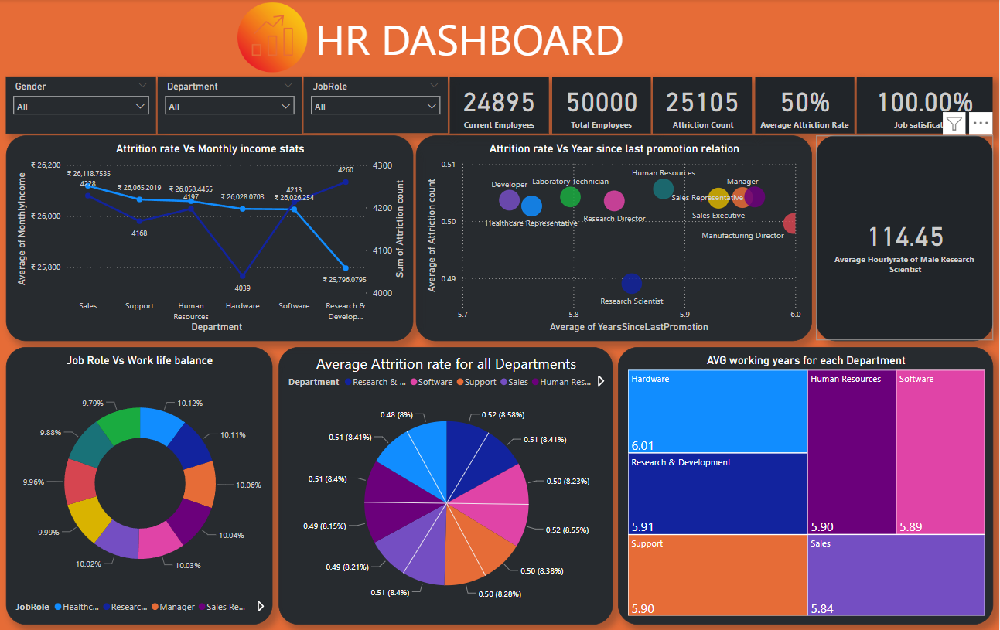 HR DASHBOARD
Gender
All
Department
All
JobRole
All
24895
Current Employees
50000
Total Employees
25105
Attriction Count
50%
Average Attriction Rate
100.00%
Job satisficat
Attrition rate Vs Monthly income stats
Average of MonthlyIncome
₹ 26,200
₹ 26,000
₹ 25,800
₹ 26,118.7535
4228
₹ 26,065.2019
4168
₹ 26,058.4455
4197
₹ 26,028.0703
4039
4213
₹ 26,026.254
4260
₹ 25,796.0795
4300
4200
4100
4000
Sum of Attriction count
Sales
Support
Human
Resources
Hardware
Software
Research &
Develop...
Department
Attrition rate Vs Year since last promotion relation
Average of Attriction count
0.51
0.50
0.49
Developer
Healthcare Representative
Laboratory Technician
Research Director
Human Resources
Sales Representative
Manager
Sales Executive
Manufacturing Director
Research Scientist
5.7
5.8
5.9
6.0
Average of YearsSinceLastPromotion
114.45
Average Hourlyrate of Male Research
Scientist
Job Role Vs Work life balance
10.12%
10.11%
10.06%
10.04%
10.03%
10.02%
9.99%
9.96%
9.88%
9.79%
JobRole
Healthc...
Researc...
Manager
Sales Re...
Average Attrition rate for all Departments
Department
Research & ...
Software
Support
Sales
Human Res...
0.52 (8.58%)
0.51 (8.41%)
0.50 (8.23%)
0.52 (8.55%)
0.50 (8.38%)
0.50 (8.28%)
0.51 (8.4%)
0.49 (8.21%)
0.49 (8.15%)
0.51 (8.4%)
0.51 (8.41%)
0.48 (8%)
AVG working years for each Department
Hardware
6.01
Research & Development
5.91
Support
5.90
Human Resources
5.90
Software
5.89
Sales
5.84